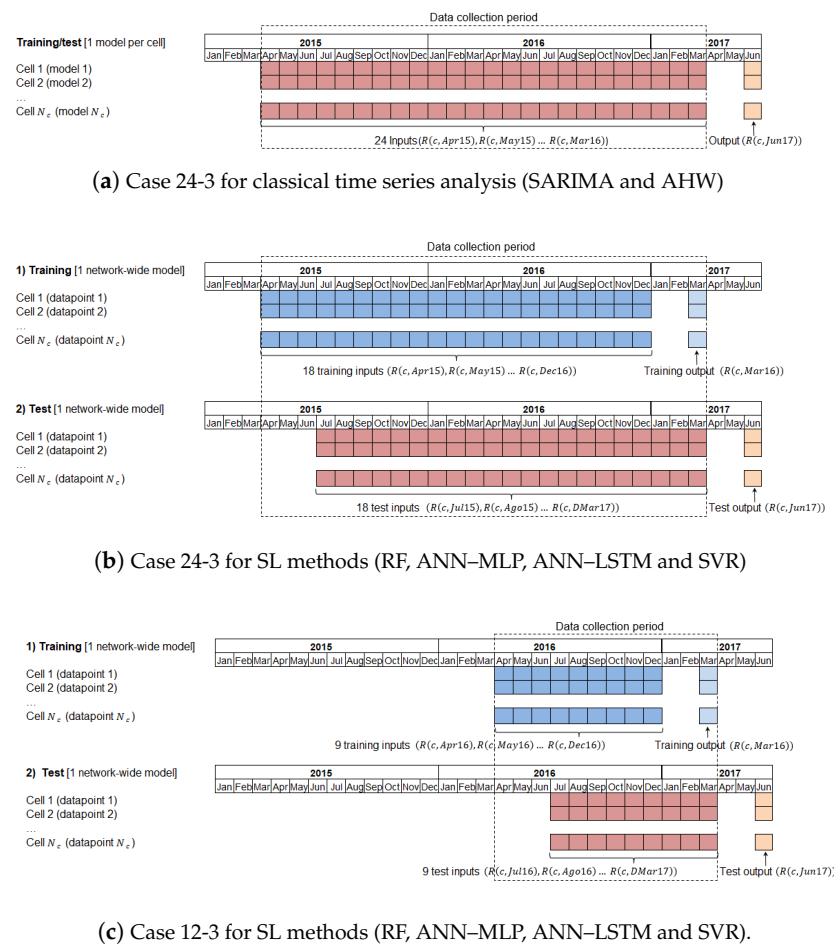 Data collection period
Training/test [1 model per cell]
2015 2016 2017
Jan Feb Mar Apr May Jun Jul Aug Sep Oct Nov Dec Jan Feb Mar Apr May Jun Jul Aug Sep Oct Nov Dec Jan Feb Mar Apr May Jun
Cell 1 (model 1)
Cell 2 (model 2)
...
Cell N_c (model N_c)
24 Inputs(R(c,Apr15),R(c,May15) ... R(c,Mar16))
Output (R(c,Jun17))
(a) Case 24-3 for classical time series analysis (SARIMA and AHW)
Data collection period
1) Training [1 network-wide model]
2015 2016 2017
Jan Feb Mar Apr May Jun Jul Aug Sep Oct Nov Dec Jan Feb Mar Apr May Jun Jul Aug Sep Oct Nov Dec Jan Feb Mar Apr May Jun
Cell 1 (datapoint 1)
Cell 2 (datapoint 2)
...
Cell N_c (datapoint N_c)
18 training inputs (R(c,Apr15),R(c,May15) ... R(c,Dec16))
Training output (R(c,Mar16))
2) Test [1 network-wide model]
2015 2016 2017
Jan Feb Mar Apr May Jun Jul Aug Sep Oct Nov Dec Jan Feb Mar Apr May Jun Jul Aug Sep Oct Nov Dec Jan Feb Mar Apr May Jun
Cell 1 (datapoint 1)
Cell 2 (datapoint 2)
...
Cell N_c (datapoint N_c)
18 test inputs (R(c,Jul15),R(c,Ago15) ... R(c,DMar17))
Test output (R(c,Jun17))
(b) Case 24-3 for SL methods (RF, ANN–MLP, ANN–LSTM and SVR)
Data collection period
1) Training [1 network-wide model]
2015 2016 2017
Jan Feb Mar Apr May Jun Jul Aug Sep Oct Nov Dec Jan Feb Mar Apr May Jun Jul Aug Sep Oct Nov Dec Jan Feb Mar Apr May Jun
Cell 1 (datapoint 1)
Cell 2 (datapoint 2)
...
Cell N_c (datapoint N_c)
9 training inputs (R(c,Apr16),R(c,May16) ... R(c,Dec16))
Training output (R(c,Mar16))
2) Test [1 network-wide model]
2015 2016 2017
Jan Feb Mar Apr May Jun Jul Aug Sep Oct Nov Dec Jan Feb Mar Apr May Jun Jul Aug Sep Oct Nov Dec Jan Feb Mar Apr May Jun
Cell 1 (datapoint 1)
Cell 2 (datapoint 2)
...
Cell N_c (datapoint N_c)
9 test inputs (R(c,Jul16),R(c,Ago16) ... R(c,DMar17))
Test output (R(c,Jun17))
(c) Case 12-3 for SL methods (RF, ANN–MLP, ANN–LSTM and SVR).